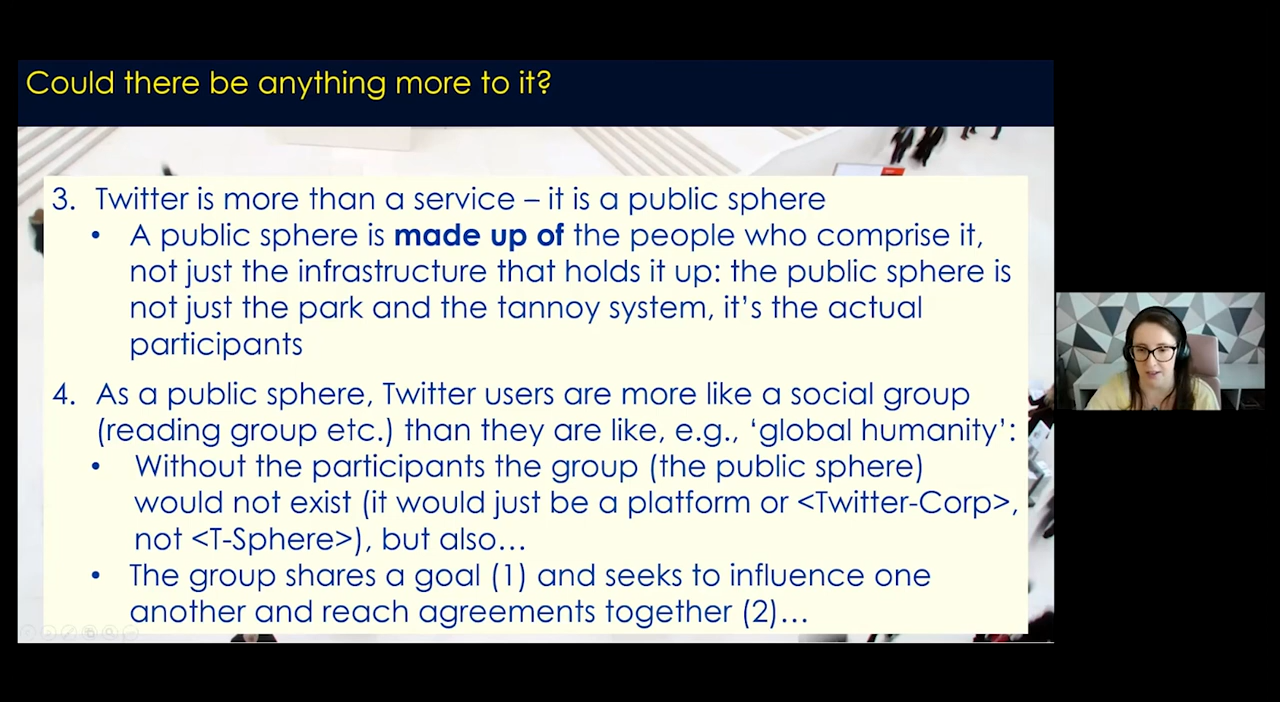 Could there be anything more to it?
3. Twitter is more than a service – it is a public sphere
• A public sphere is made up of the people who comprise it,
not just the infrastructure that holds it up: the public sphere is
not just the park and the tannoy system, it’s the actual
participants
4. As a public sphere, Twitter users are more like a social group
(reading group etc.) than they are like, e.g., ‘global humanity’:
• Without the participants the group (the public sphere)
would not exist (it would just be a platform or <Twitter-Corp>,
not <T-Sphere>), but also…
• The group shares a goal (1) and seeks to influence one
another and reach agreements together (2)…